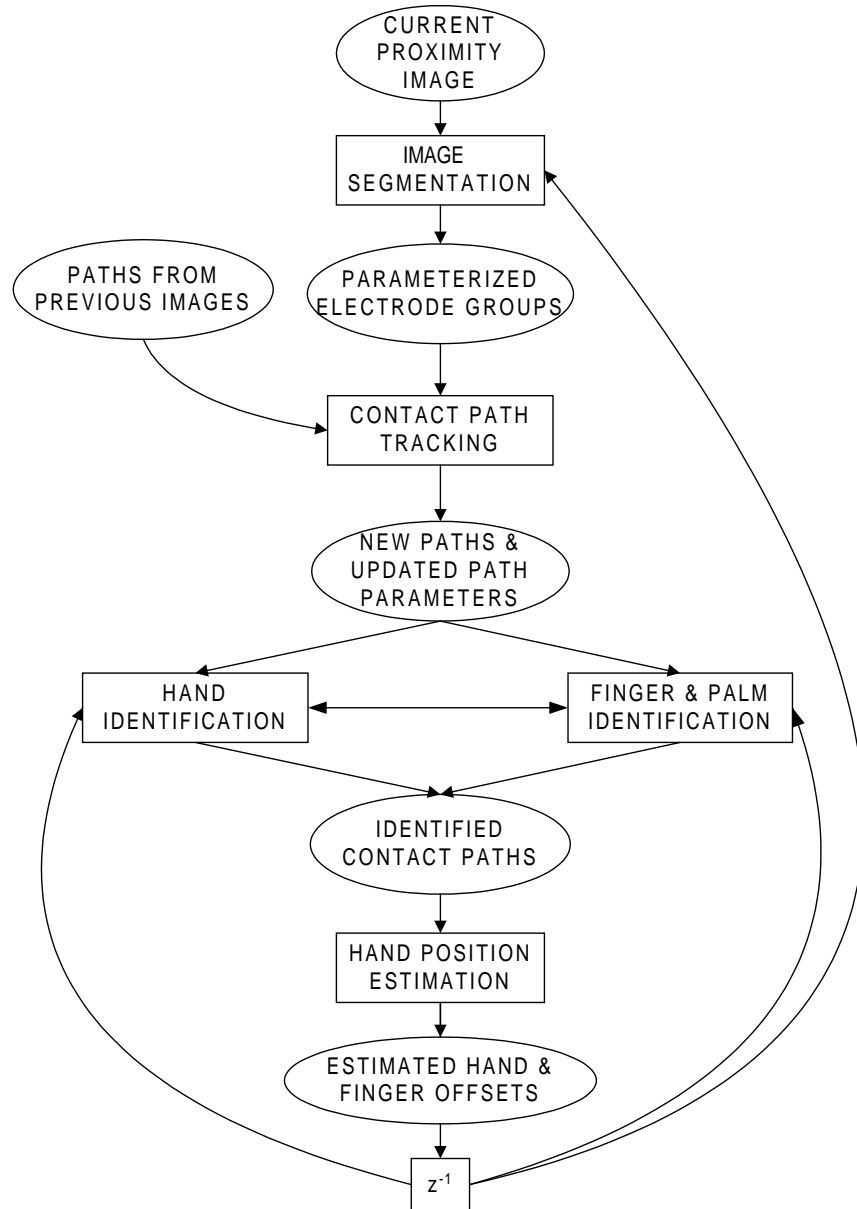 CURRENT
PROXIMITY
IMAGE
IMAGE
SEGMENTATION
PATHS FROM
PREVIOUS IMAGES
PARAMETERIZED
ELECTRODE GROUPS
CONTACT PATH
TRACKING
NEW PATHS &
UPDATED PATH
PARAMETERS
HAND
IDENTIFICATION
FINGER & PALM
IDENTIFICATION
IDENTIFIED
CONTACT PATHS
HAND POSITION
ESTIMATION
ESTIMATED HAND &
FINGER OFFSETS
z⁻¹